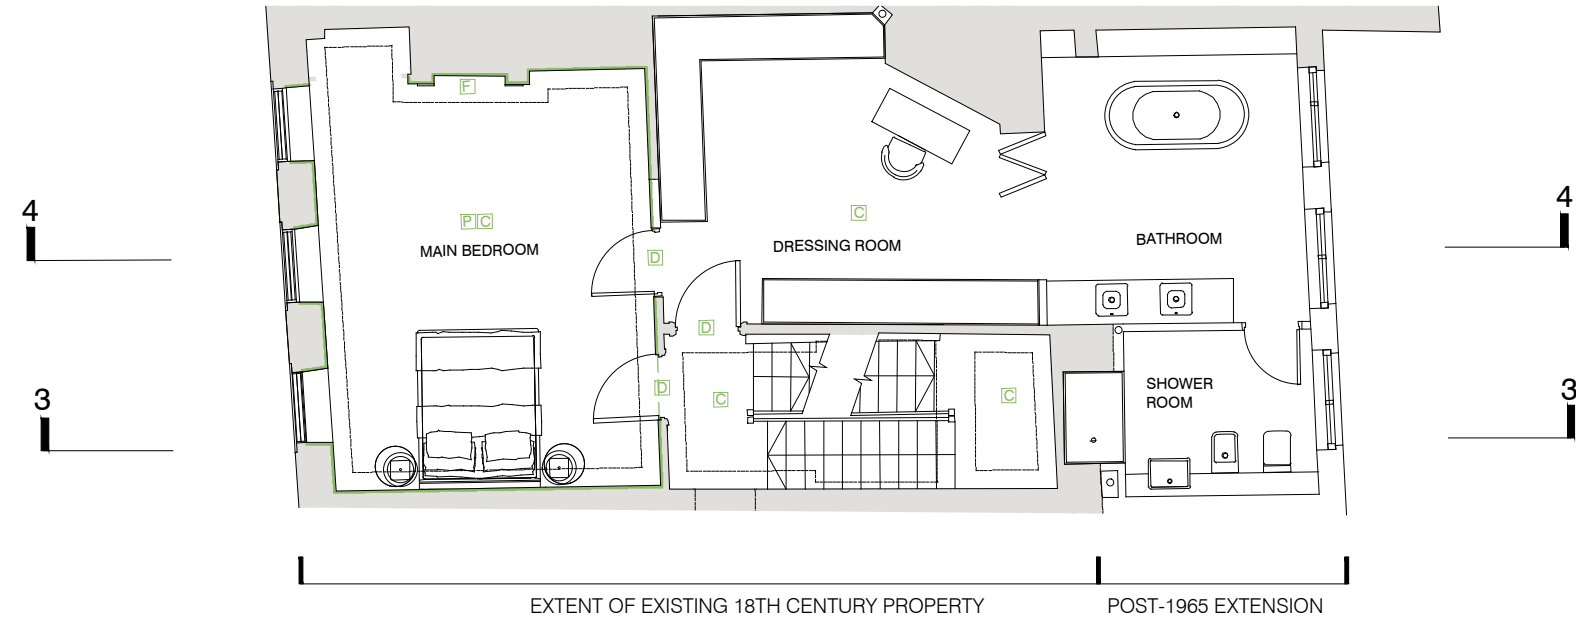 F
4
4
P C
C
MAIN BEDROOM
DRESSING ROOM
BATHROOM
D
D
3
3
D
C
C
SHOWER
ROOM
EXTENT OF EXISTING 18TH CENTURY PROPERTY
POST-1965 EXTENSION